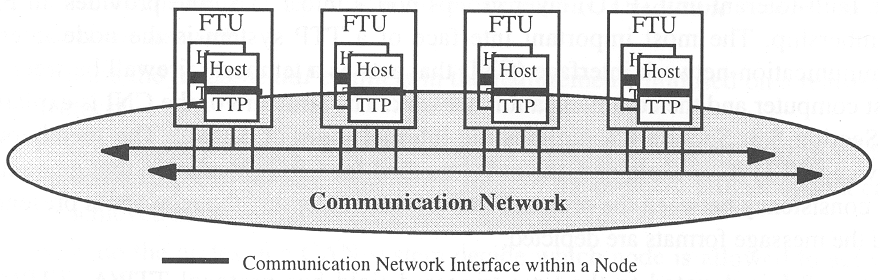 FTU FTU FTU FTU
H H H H
Host Host Host Host
T T T T
TTP TTP TTP TTP
Communication Network
Communication Network Interface within a Node